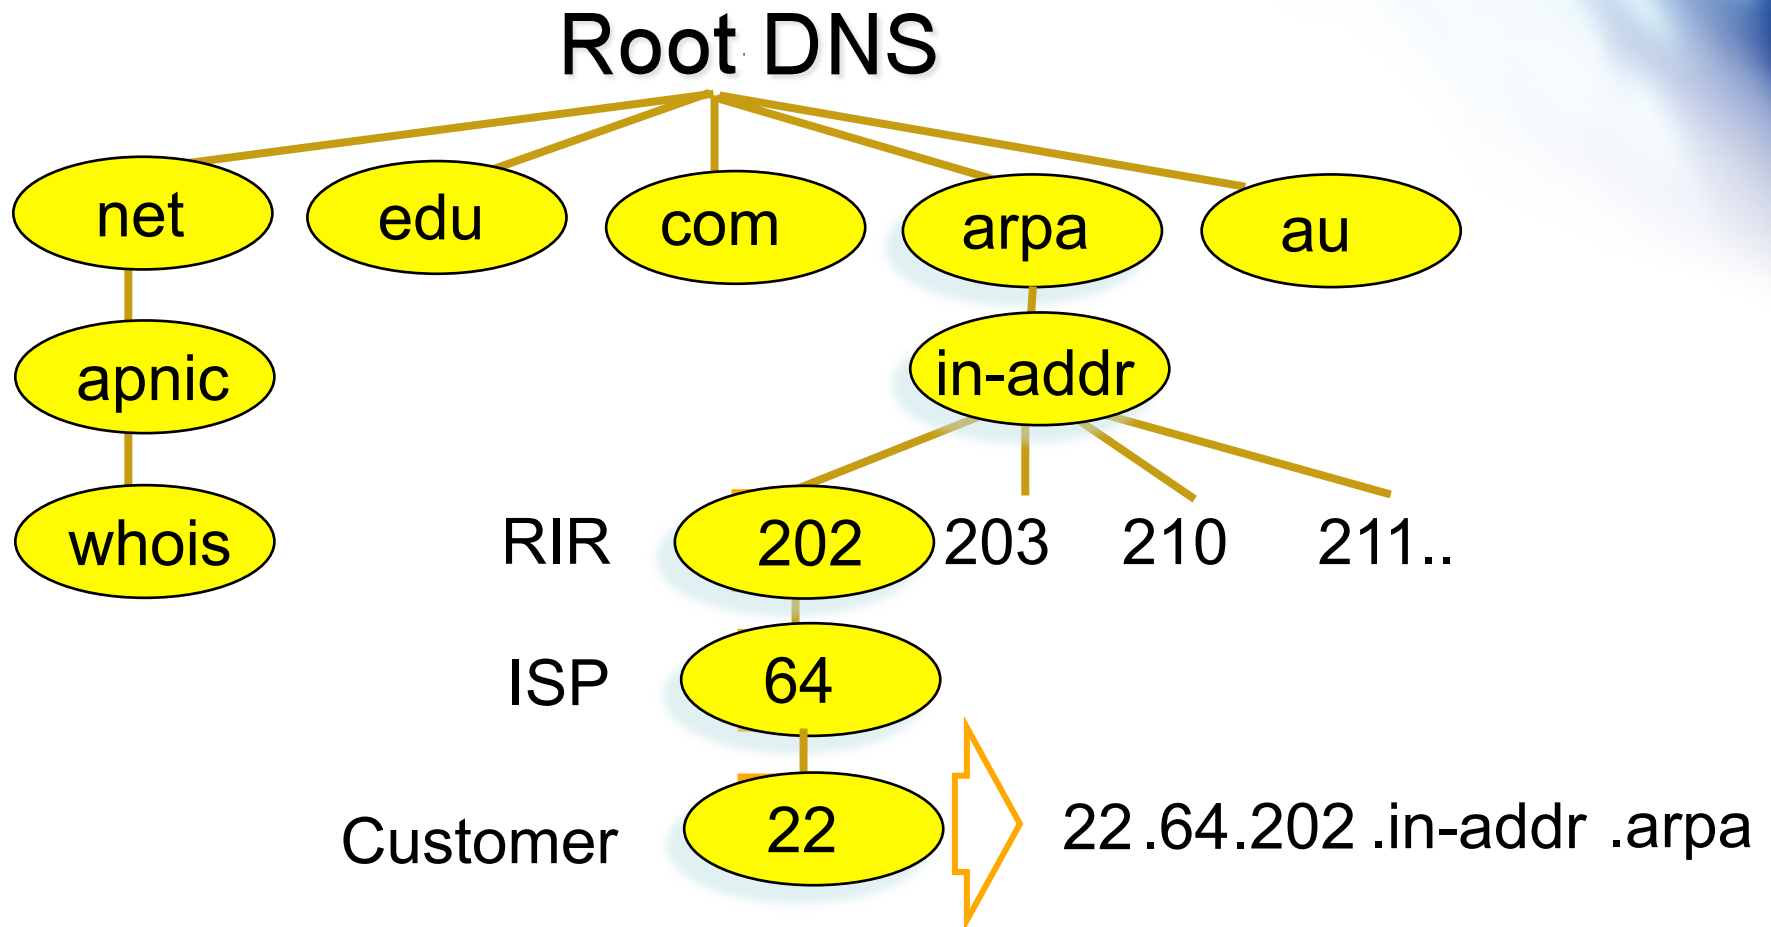 Root DNS
net edu com arpa au
apnic in-addr
whois RIR 202 203 210 211..
ISP 64
Customer 22 22 .64.202 .in-addr .arpa